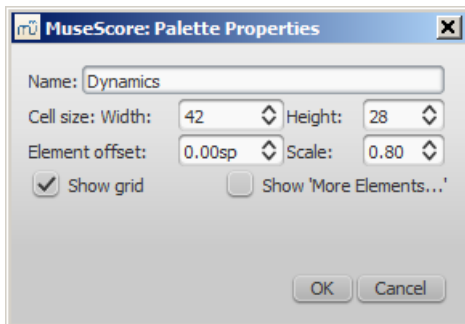 mū MuseScore: Palette Properties
Name: Dynamics
Cell size: Width: 42 Height: 28
Element offset: 0.00sp Scale: 0.80
Show grid Show 'More Elements...'
OK Cancel